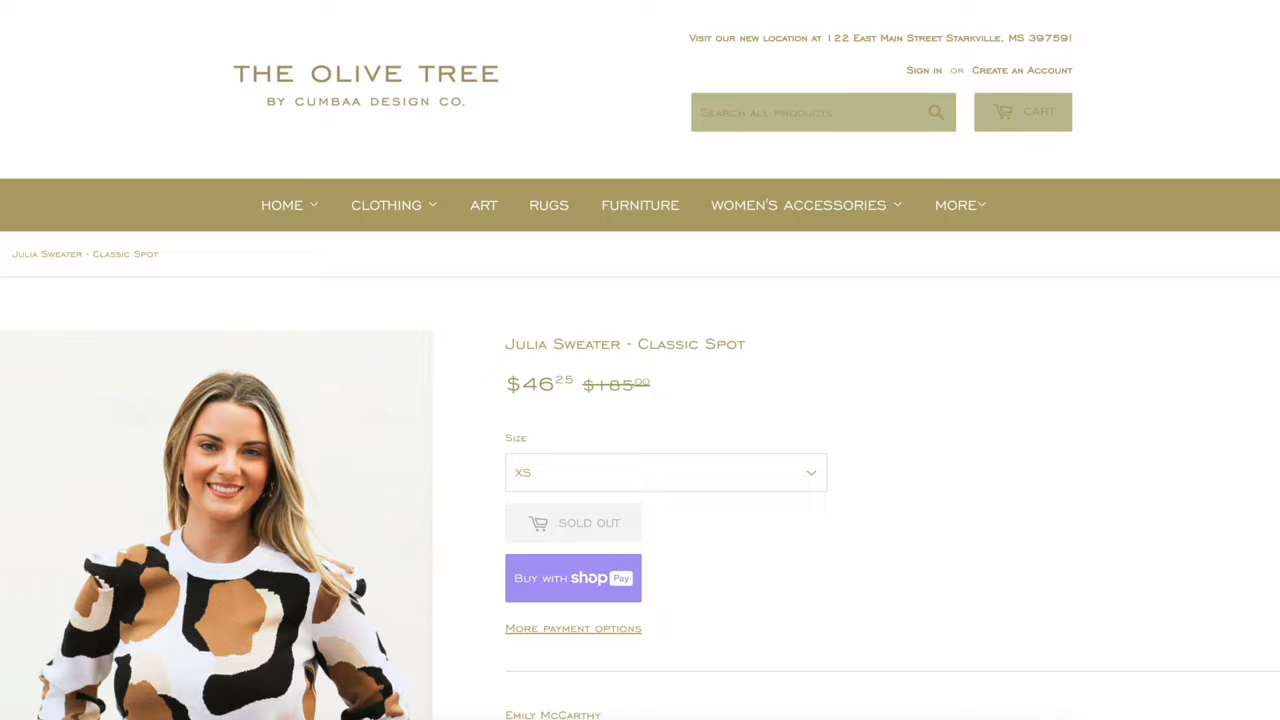 Visit our new location at 122 East Main Street Starkville, MS 39759!
THE OLIVE TREE
BY CUMBAA DESIGN CO.
Sign in or Create an Account
Search all products
CART
HOME
CLOTHING
ART
RUGS
FURNITURE
WOMEN'S ACCESSORIES
MORE
Julia Sweater - Classic Spot
Julia Sweater - Classic Spot
$46 25 $185 00
Size
XS
SOLD OUT
Buy with shop Pay
More payment options
Emily McCarthy